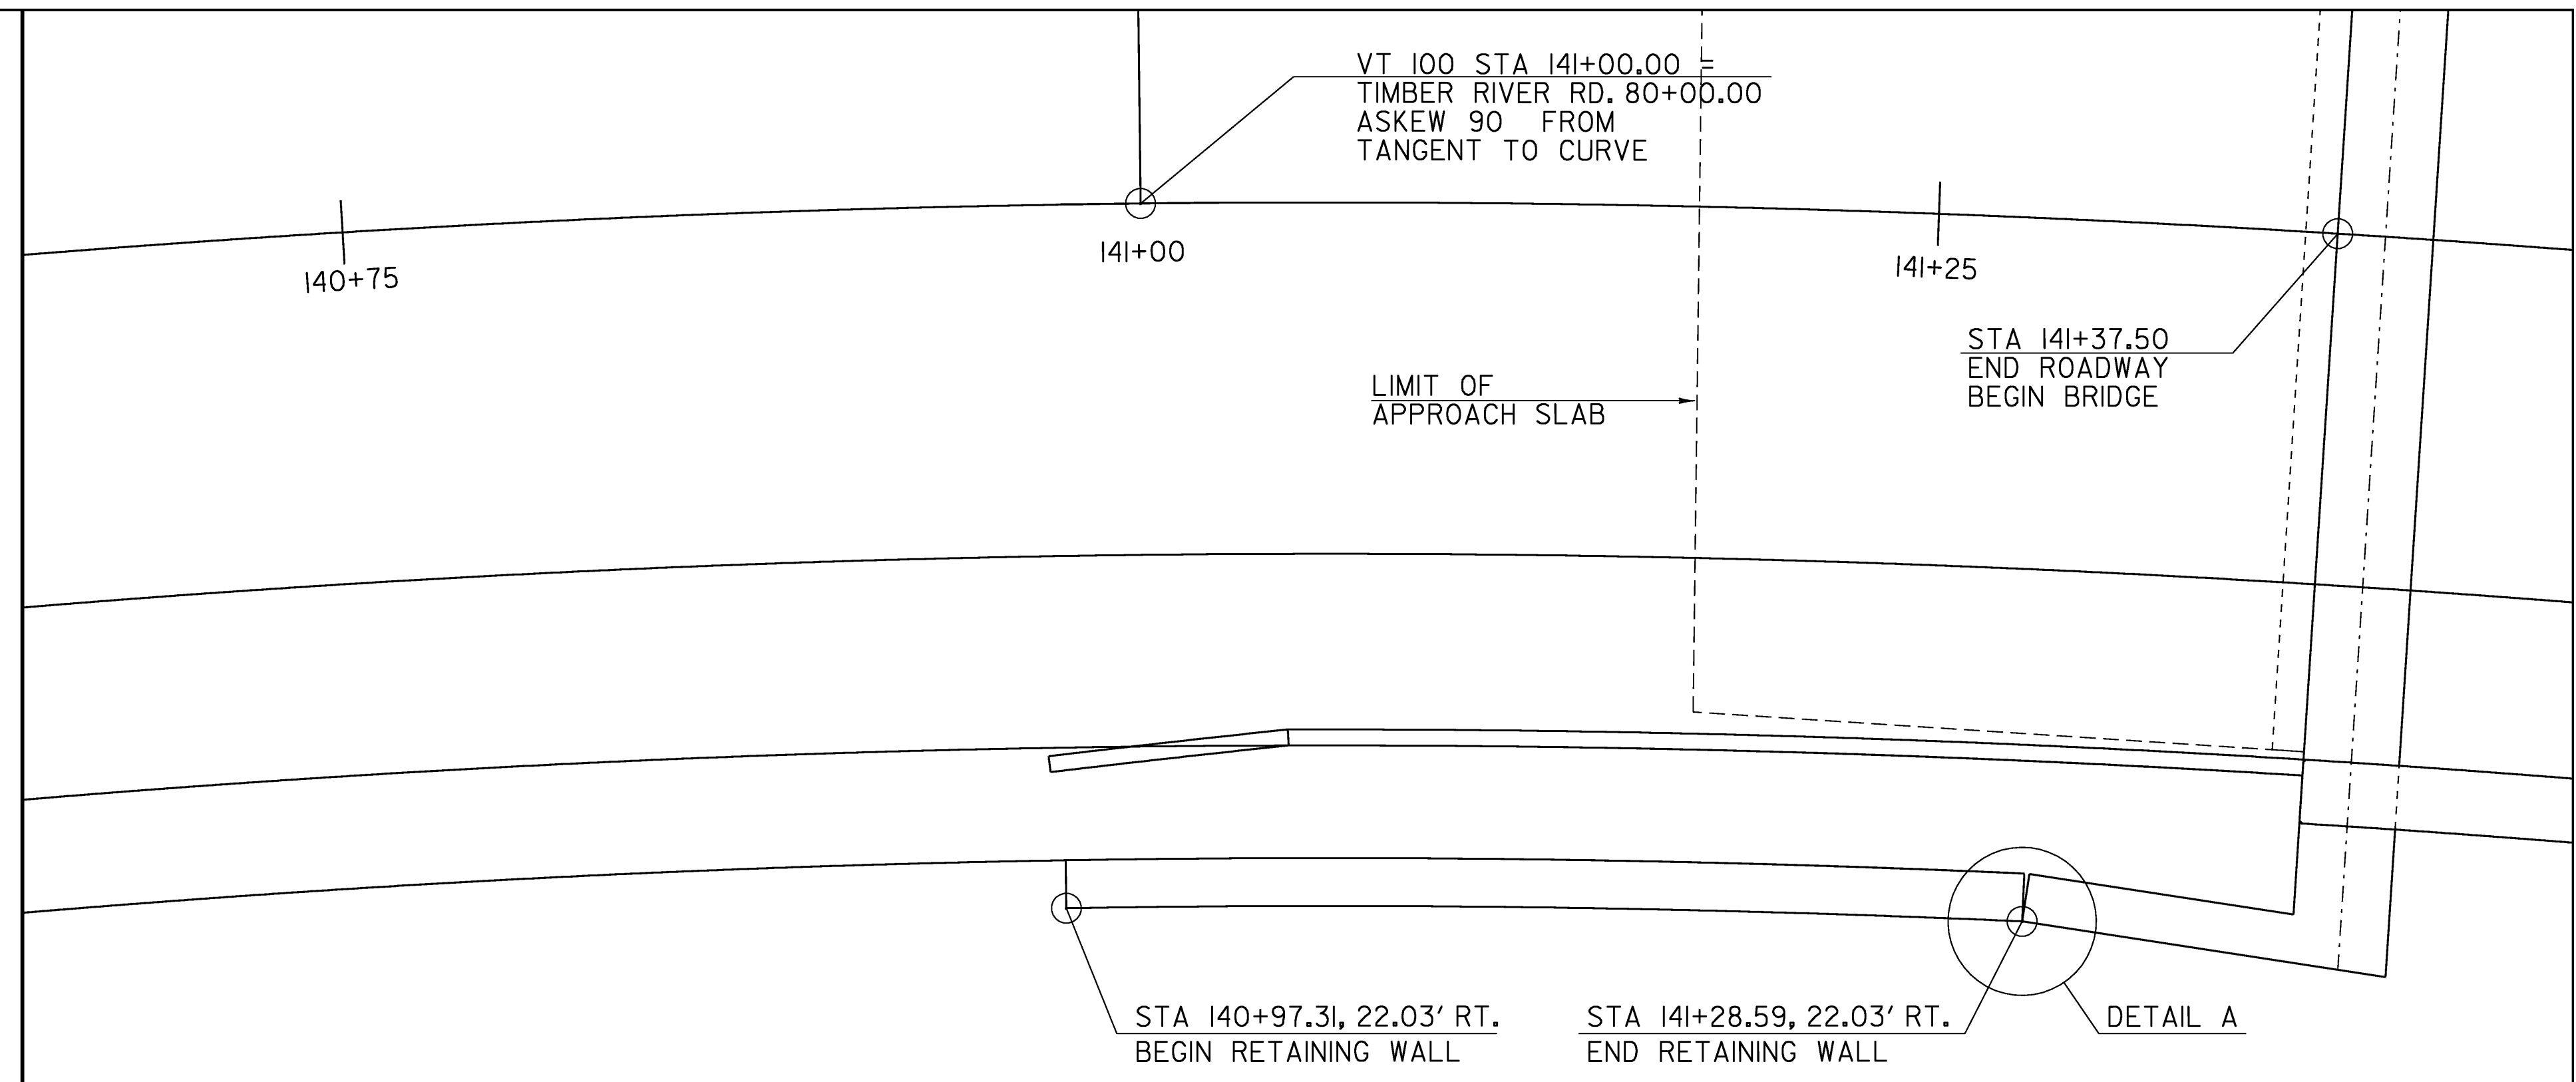 VT 100 STA 141+00.00 =
TIMBER RIVER RD. 80+00.00
ASKEW 90 FROM
TANGENT TO CURVE
140+75
141+00
141+25
STA 141+37.50
END ROADWAY
BEGIN BRIDGE
LIMIT OF
APPROACH SLAB
STA 140+97.31, 22.03' RT.
BEGIN RETAINING WALL
STA 141+28.59, 22.03' RT.
END RETAINING WALL
DETAIL A